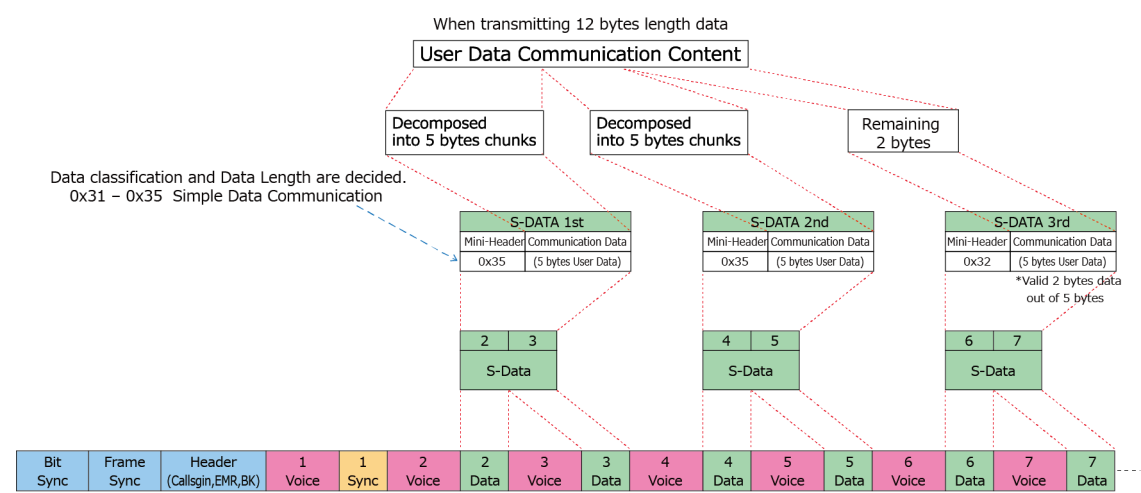 When transmitting 12 bytes length data
User Data Communication Content
Decomposed
into 5 bytes chunks
Decomposed
into 5 bytes chunks
Remaining
2 bytes
Data classification and Data Length are decided.
0x31 – 0x35 Simple Data Communication
S-DATA 1st
Mini-Header Communication Data
0x35 (5 bytes User Data)
S-DATA 2nd
Mini-Header Communication Data
0x35 (5 bytes User Data)
S-DATA 3rd
Mini-Header Communication Data
0x32 (5 bytes User Data)
*Valid 2 bytes data
out of 5 bytes
2 3
S-Data
4 5
S-Data
6 7
S-Data
Bit
Sync
Frame
Sync
Header
(Callsgin,EMR,BK)
1
Voice
1
Sync
2
Voice
2
Data
3
Voice
3
Data
4
Voice
4
Data
5
Voice
5
Data
6
Voice
6
Data
7
Voice
7
Data